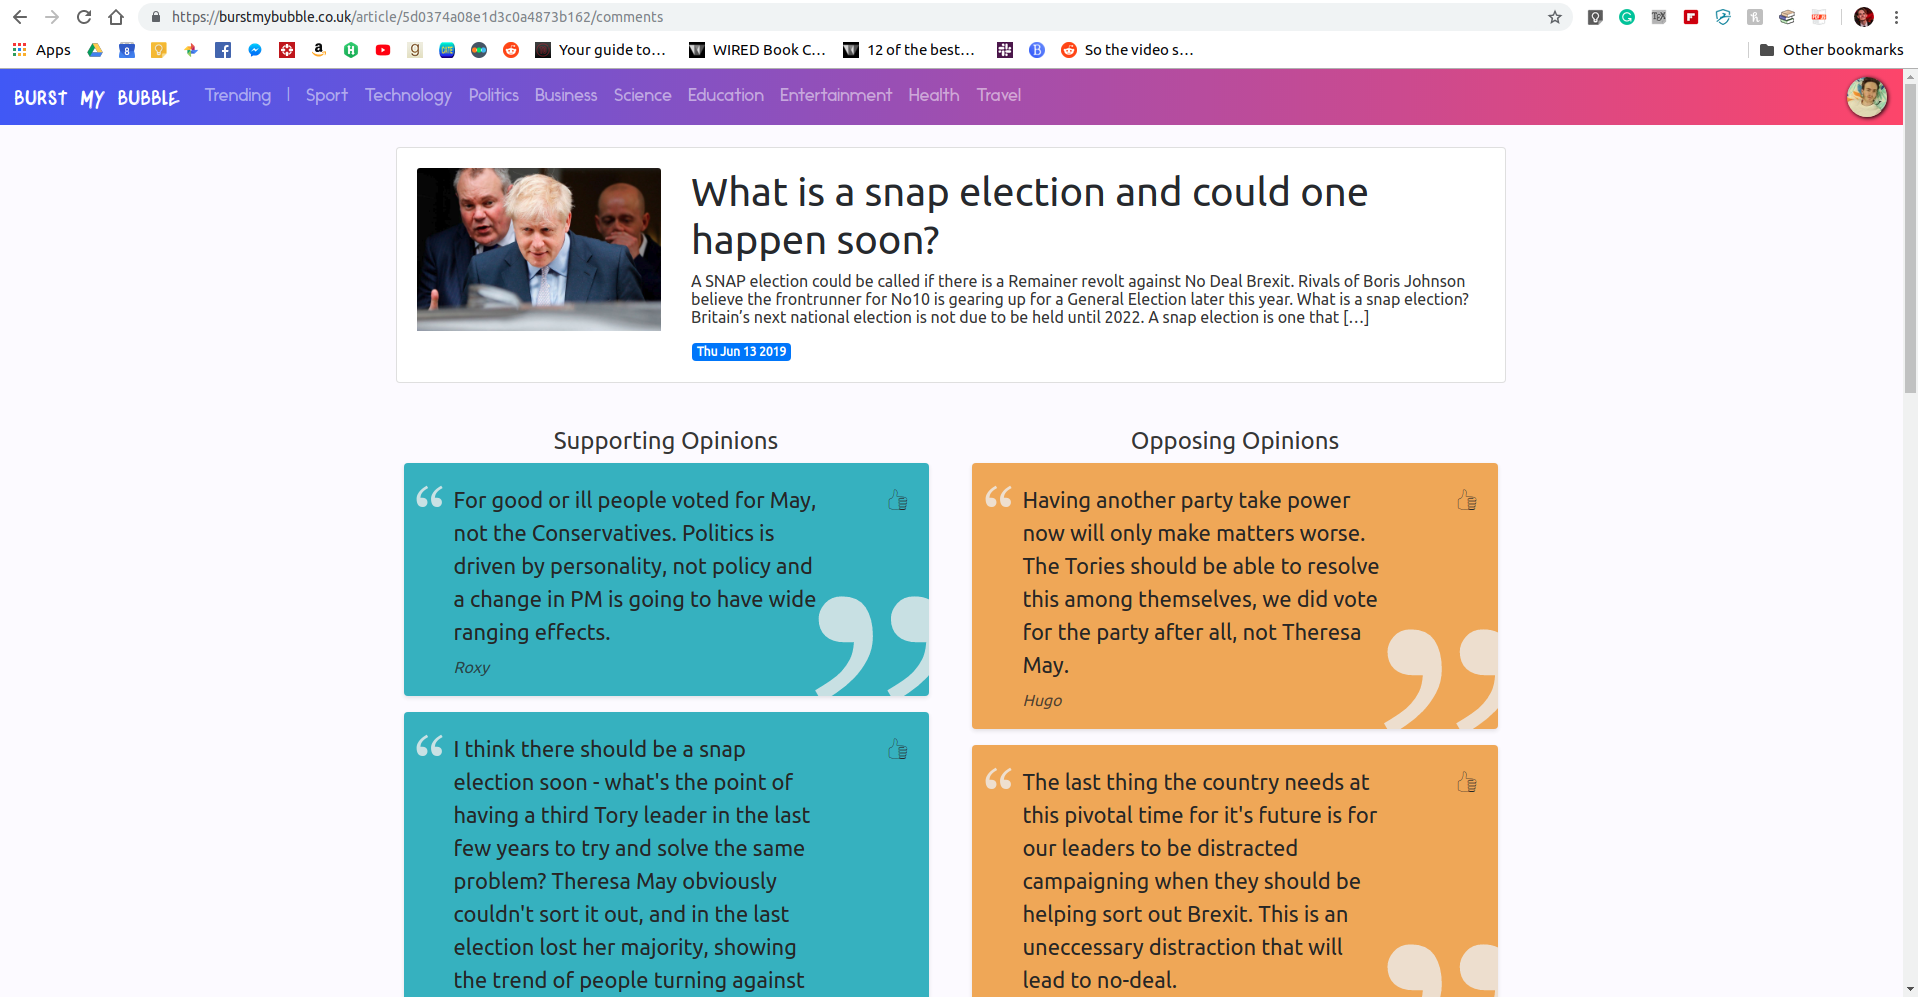 https://burstmybubble.co.uk/article/5d0374a08e1d3c0a4873b162/comments
Apps
Your guide to...
WIRED Book C...
12 of the best...
So the video s...
Other bookmarks
BURST MY BUBBLE
Trending | Sport Technology Politics Business Science Education Entertainment Health Travel
What is a snap election and could one
happen soon?
A SNAP election could be called if there is a Remainer revolt against No Deal Brexit. Rivals of Boris Johnson
believe the frontrunner for No10 is gearing up for a General Election later this year. What is a snap election?
Britain’s next national election is not due to be held until 2022. A snap election is one that […]
Thu Jun 13 2019
Supporting Opinions
“ For good or ill people voted for May,
not the Conservatives. Politics is
driven by personality, not policy and
a change in PM is going to have wide
ranging effects. ”
Roxy
“ I think there should be a snap
election soon - what's the point of
having a third Tory leader in the last
few years to try and solve the same
problem? Theresa May obviously
couldn't sort it out, and in the last
election lost her majority, showing
the trend of people turning against
Opposing Opinions
“ Having another party take power
now will only make matters worse.
The Tories should be able to resolve
this among themselves, we did vote
for the party after all, not Theresa
May. ”
Hugo
“ The last thing the country needs at
this pivotal time for it's future is for
our leaders to be distracted
campaigning when they should be
helping sort out Brexit. This is an
uneccessary distraction that will
lead to no-deal. ”